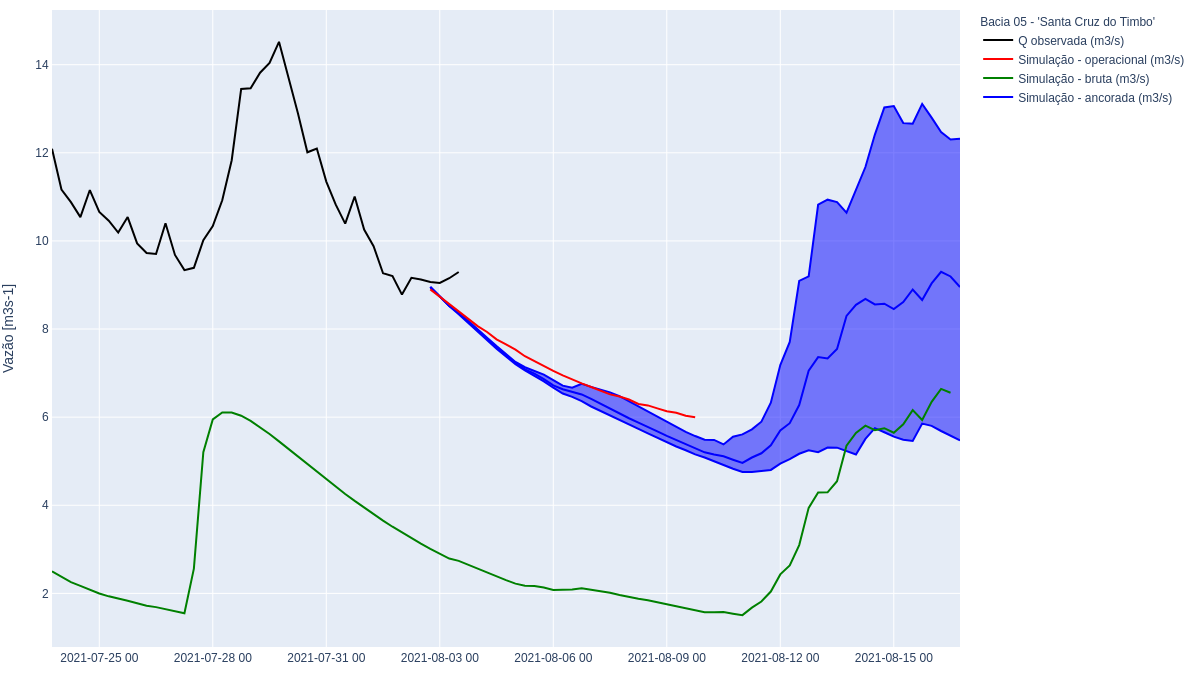 Bacia 05 - 'Santa Cruz do Timbo'
Q observada (m3/s)
Simulação - operacional (m3/s)
Simulação - bruta (m3/s)
Simulação - ancorada (m3/s)
Vazão [m3s-1]
14
12
10
8
6
4
2
2021-07-25 00
2021-07-28 00
2021-07-31 00
2021-08-03 00
2021-08-06 00
2021-08-09 00
2021-08-12 00
2021-08-15 00